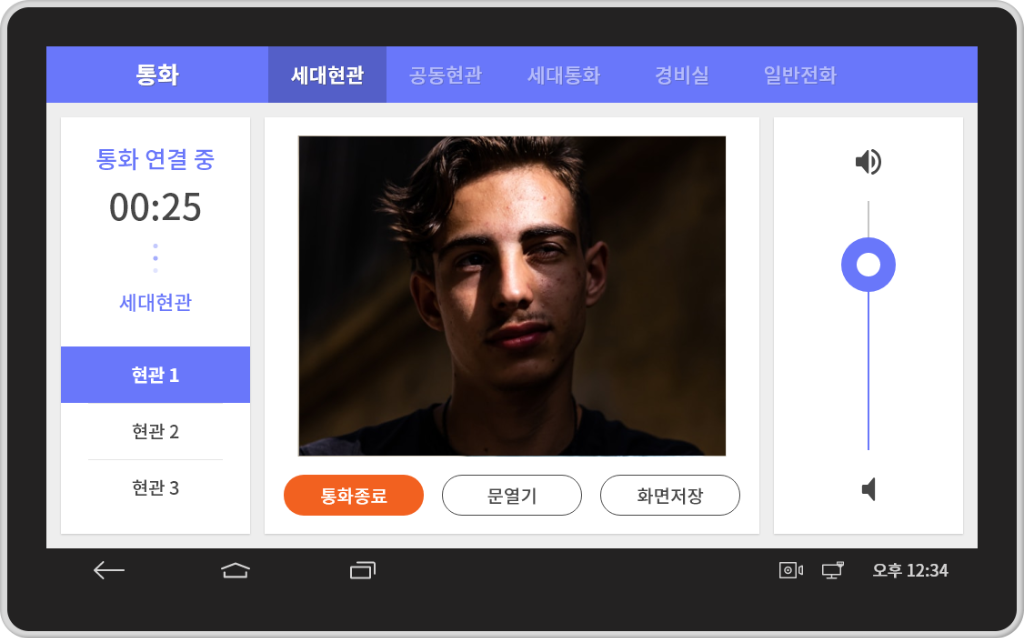 통화
세대현관 공동현관 세대통화 경비실 일반전화
통화 연결 중
00:25
세대현관
현관 1
현관 2
현관 3
통화종료 문열기 화면저장
오후 12:34